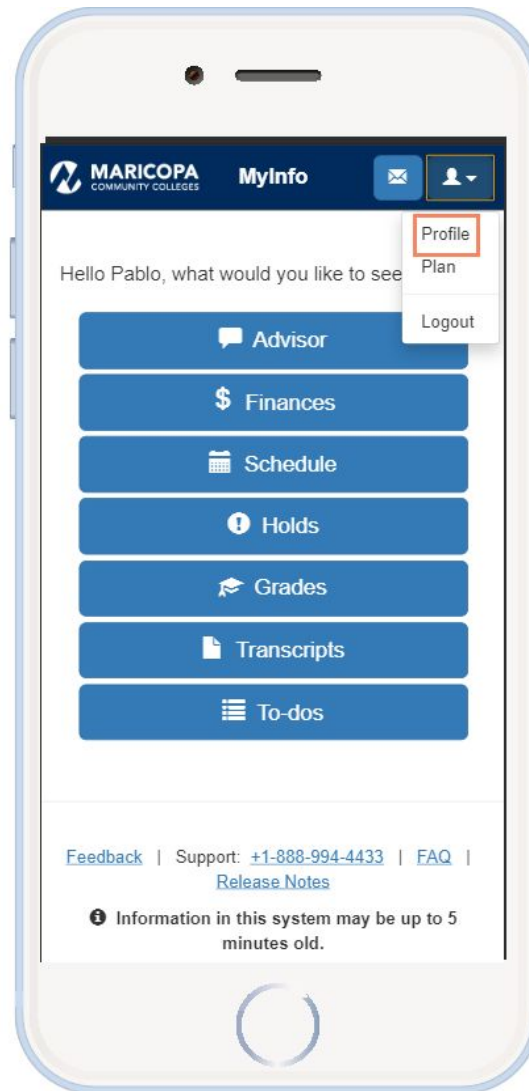 MARICOPA
COMMUNITY COLLEGES
MyInfo
Profile
Plan
Logout
Hello Pablo, what would you like to see
Advisor
$ Finances
Schedule
Holds
Grades
Transcripts
To-dos
Feedback | Support: +1-888-994-4433 | FAQ |
Release Notes
Information in this system may be up to 5
minutes old.